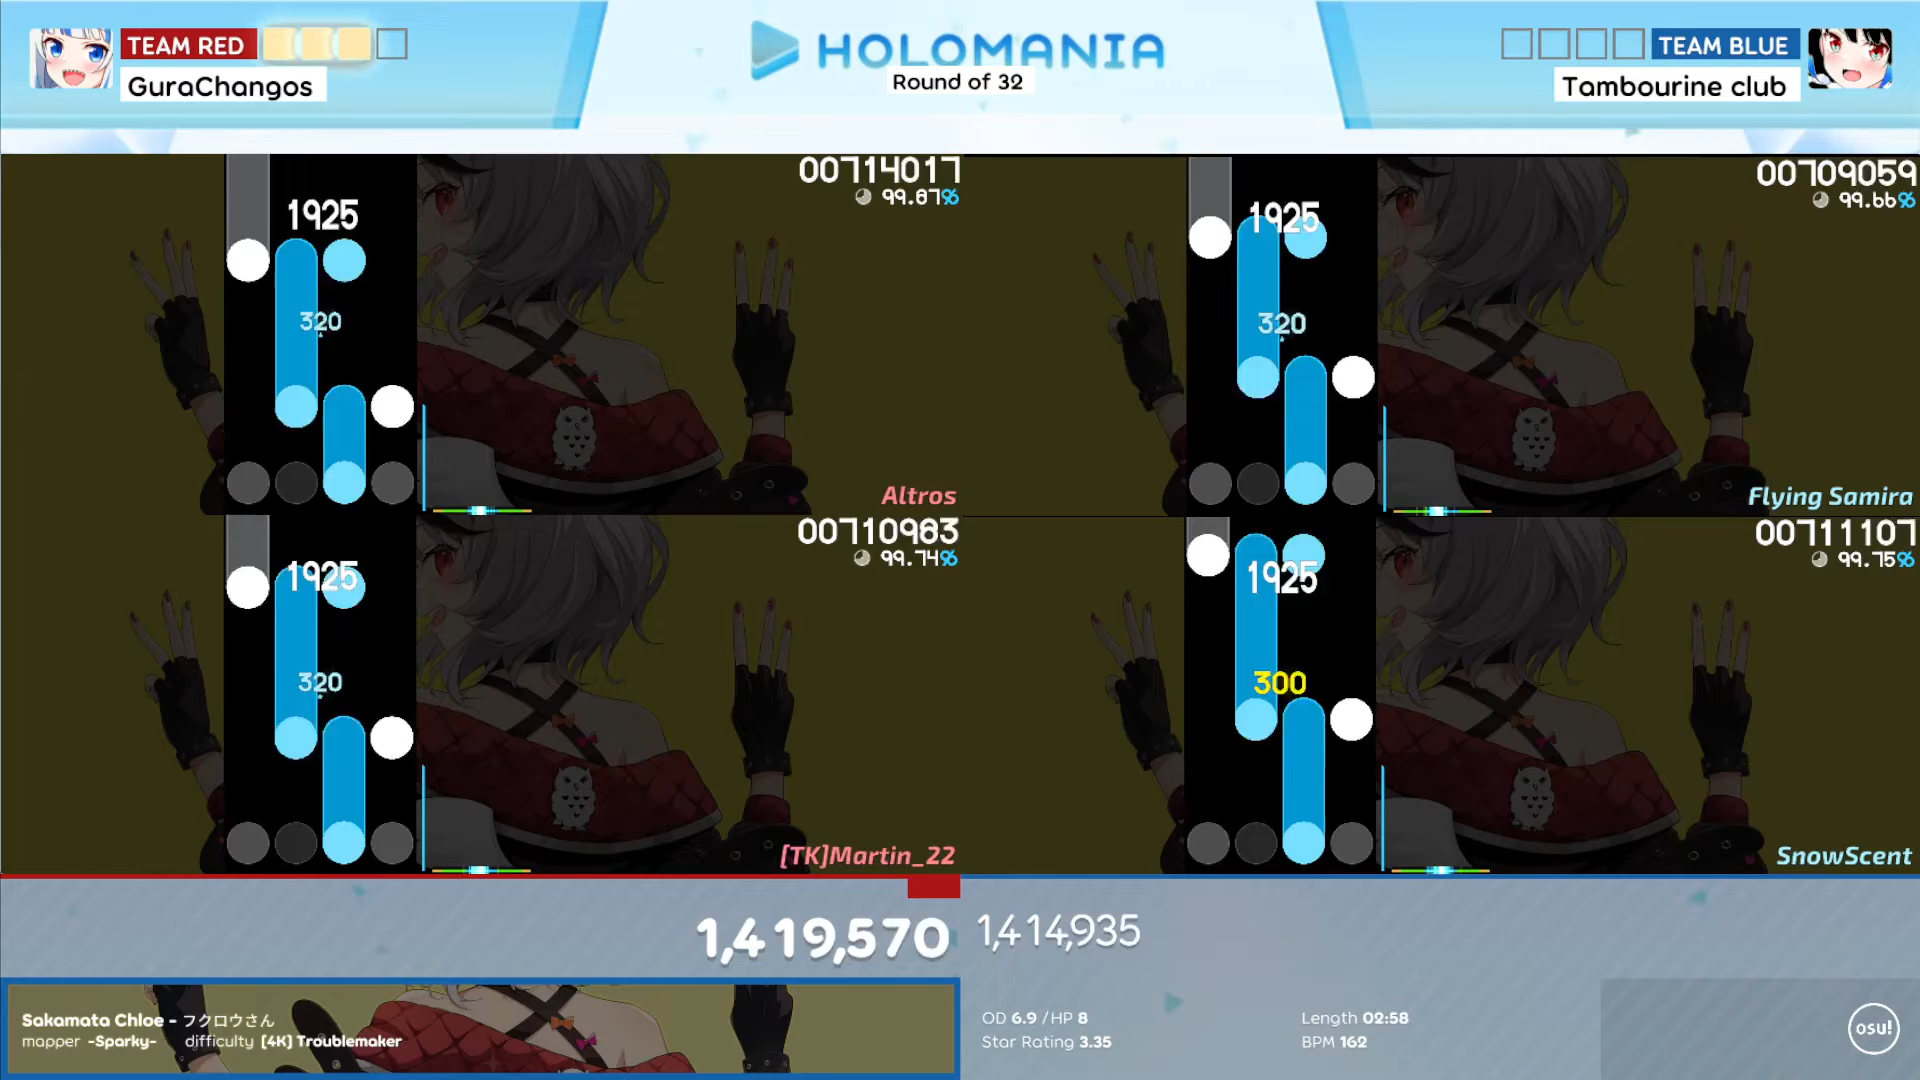 TEAM RED
GuraChangos
HOLOMANIA
Round of 32
TEAM BLUE
Tambourine club
00714017
99.87%
1925
320
Altros
00709059
99.66%
1925
320
Flying Samira
00710983
99.74%
1925
320
[TK]Martin_22
00711107
99.75%
1925
300
SnowScent
1,419,570
1,414,935
Sakamata Chloe - フクロウさん
mapper -Sparky- difficulty [4K] Troublemaker
OD 6.9 / HP 8
Star Rating 3.35
Length 02:58
BPM 162
osu!